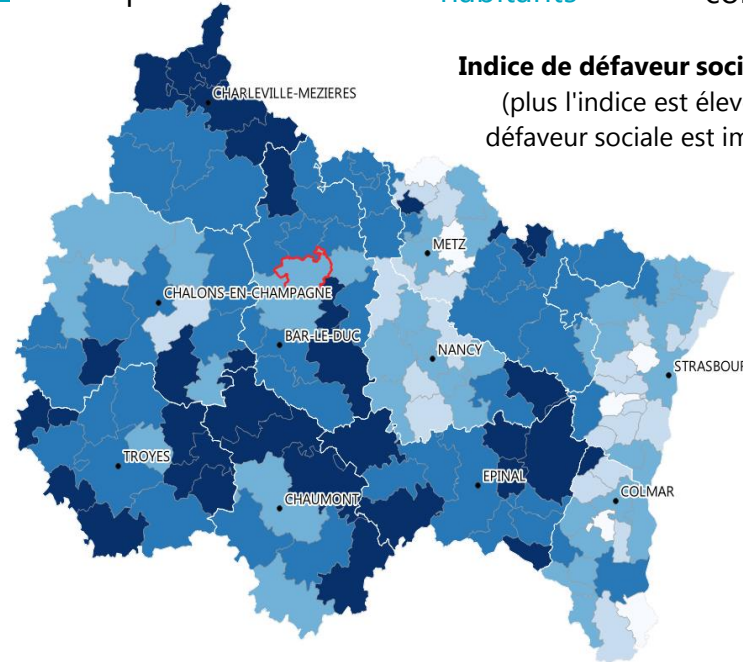 habitants
Indice de défaveur soci
(plus l'indice est élev
défaveur sociale est im
CHARLEVILLE-MEZIERES
METZ
CHALONS-EN-CHAMPAGNE
BAR-LE-DUC
NANCY
STRASBOUR
TROYES
EPINAL
CHAUMONT
COLMAR